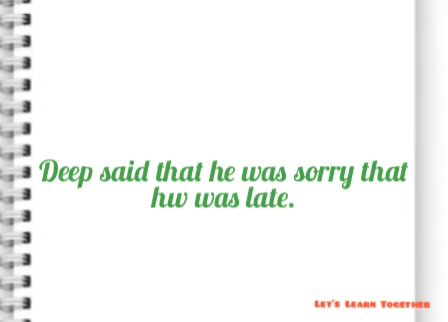 Deep said that he was sorry that
hw was late.
Let's Learn Together